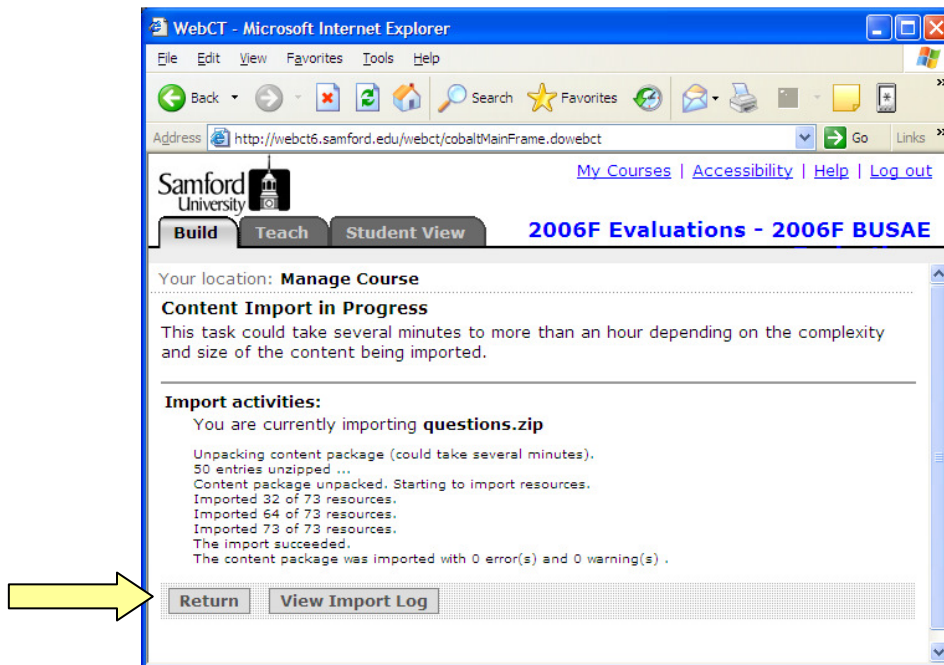 WebCT - Microsoft Internet Explorer
File Edit View Favorites Tools Help
Back Search Favorites
Address http://webct6.samford.edu/webct/cobaltMainFrame.dowebct Go Links
My Courses | Accessibility | Help | Log out
Samford
University
Build Teach Student View 2006F Evaluations - 2006F BUSAE
Your location: Manage Course
Content Import in Progress
This task could take several minutes to more than an hour depending on the complexity
and size of the content being imported.
Import activities:
You are currently importing questions.zip
Unpacking content package (could take several minutes).
50 entries unzipped ...
Content package unpacked. Starting to import resources.
Imported 32 of 73 resources.
Imported 64 of 73 resources.
Imported 73 of 73 resources.
The import succeeded.
The content package was imported with 0 error(s) and 0 warning(s) .
Return View Import Log